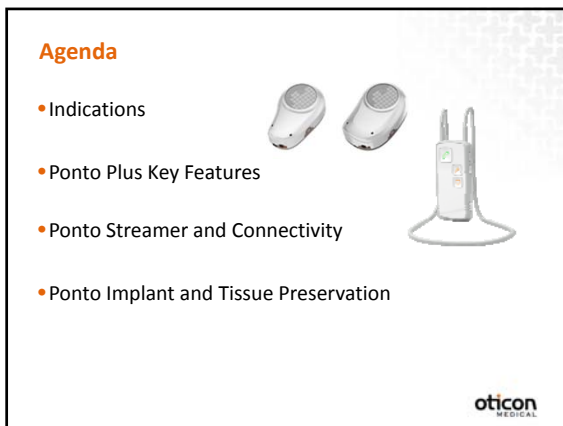 Agenda
•Indications
•Ponto Plus Key Features
•Ponto Streamer and Connectivity
•Ponto Implant and Tissue Preservation
oticon
MEDICAL